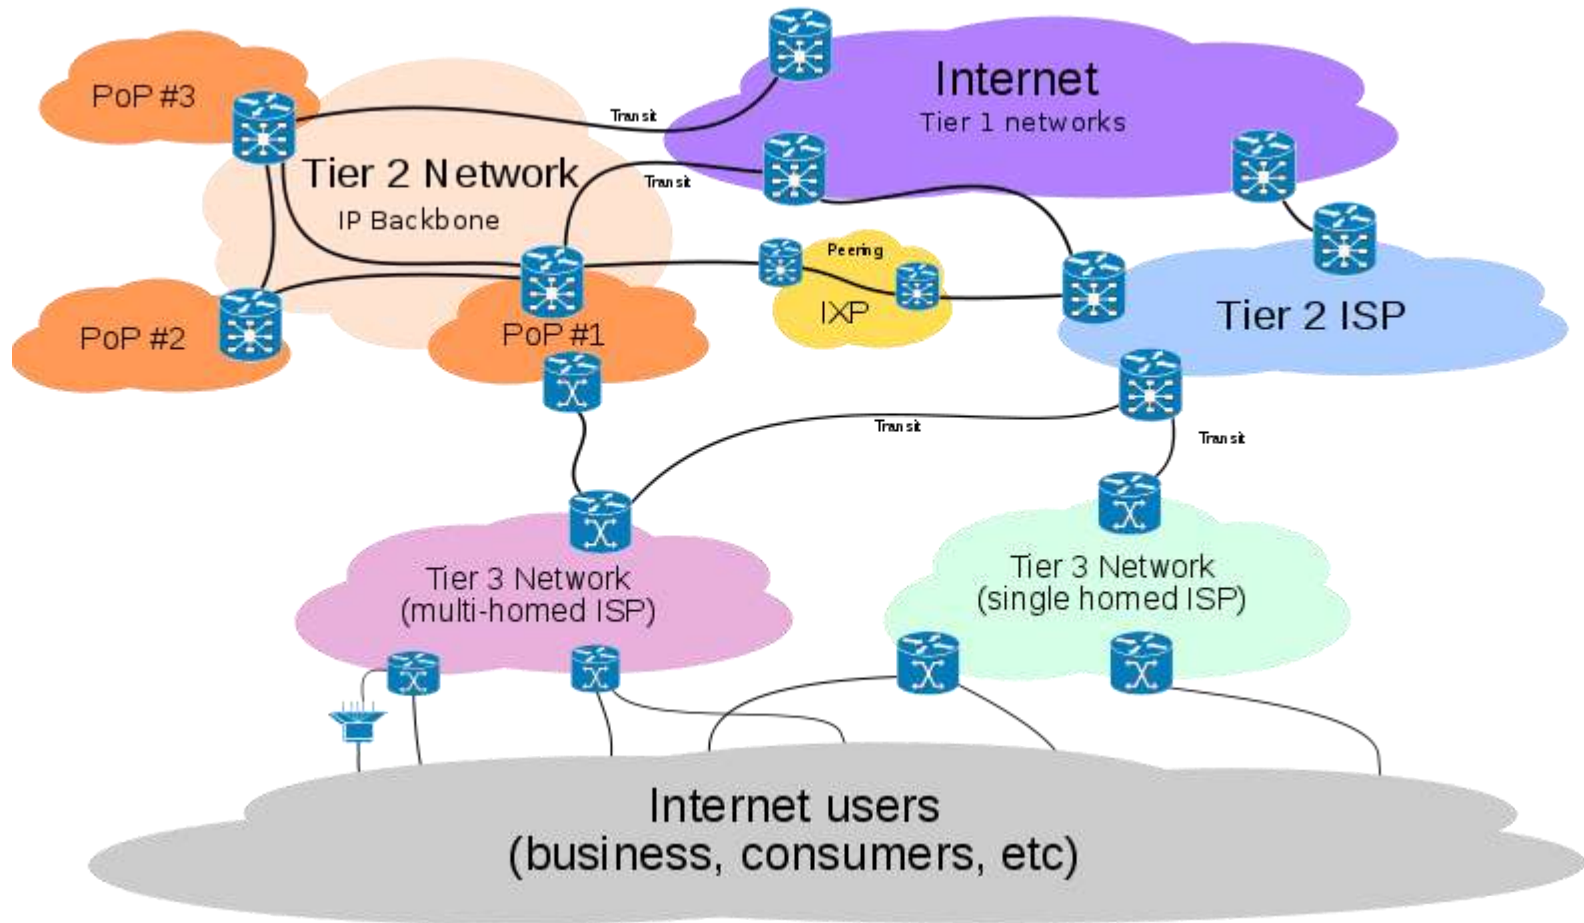 PoP #3
Internet
Tier 1 networks
Transit
Tier 2 Network
IP Backbone
Transit
Peering
IXP
Tier 2 ISP
PoP #2
PoP #1
Transit
Transit
Tier 3 Network
(multi-homed ISP)
Tier 3 Network
(single homed ISP)
Internet users
(business, consumers, etc)